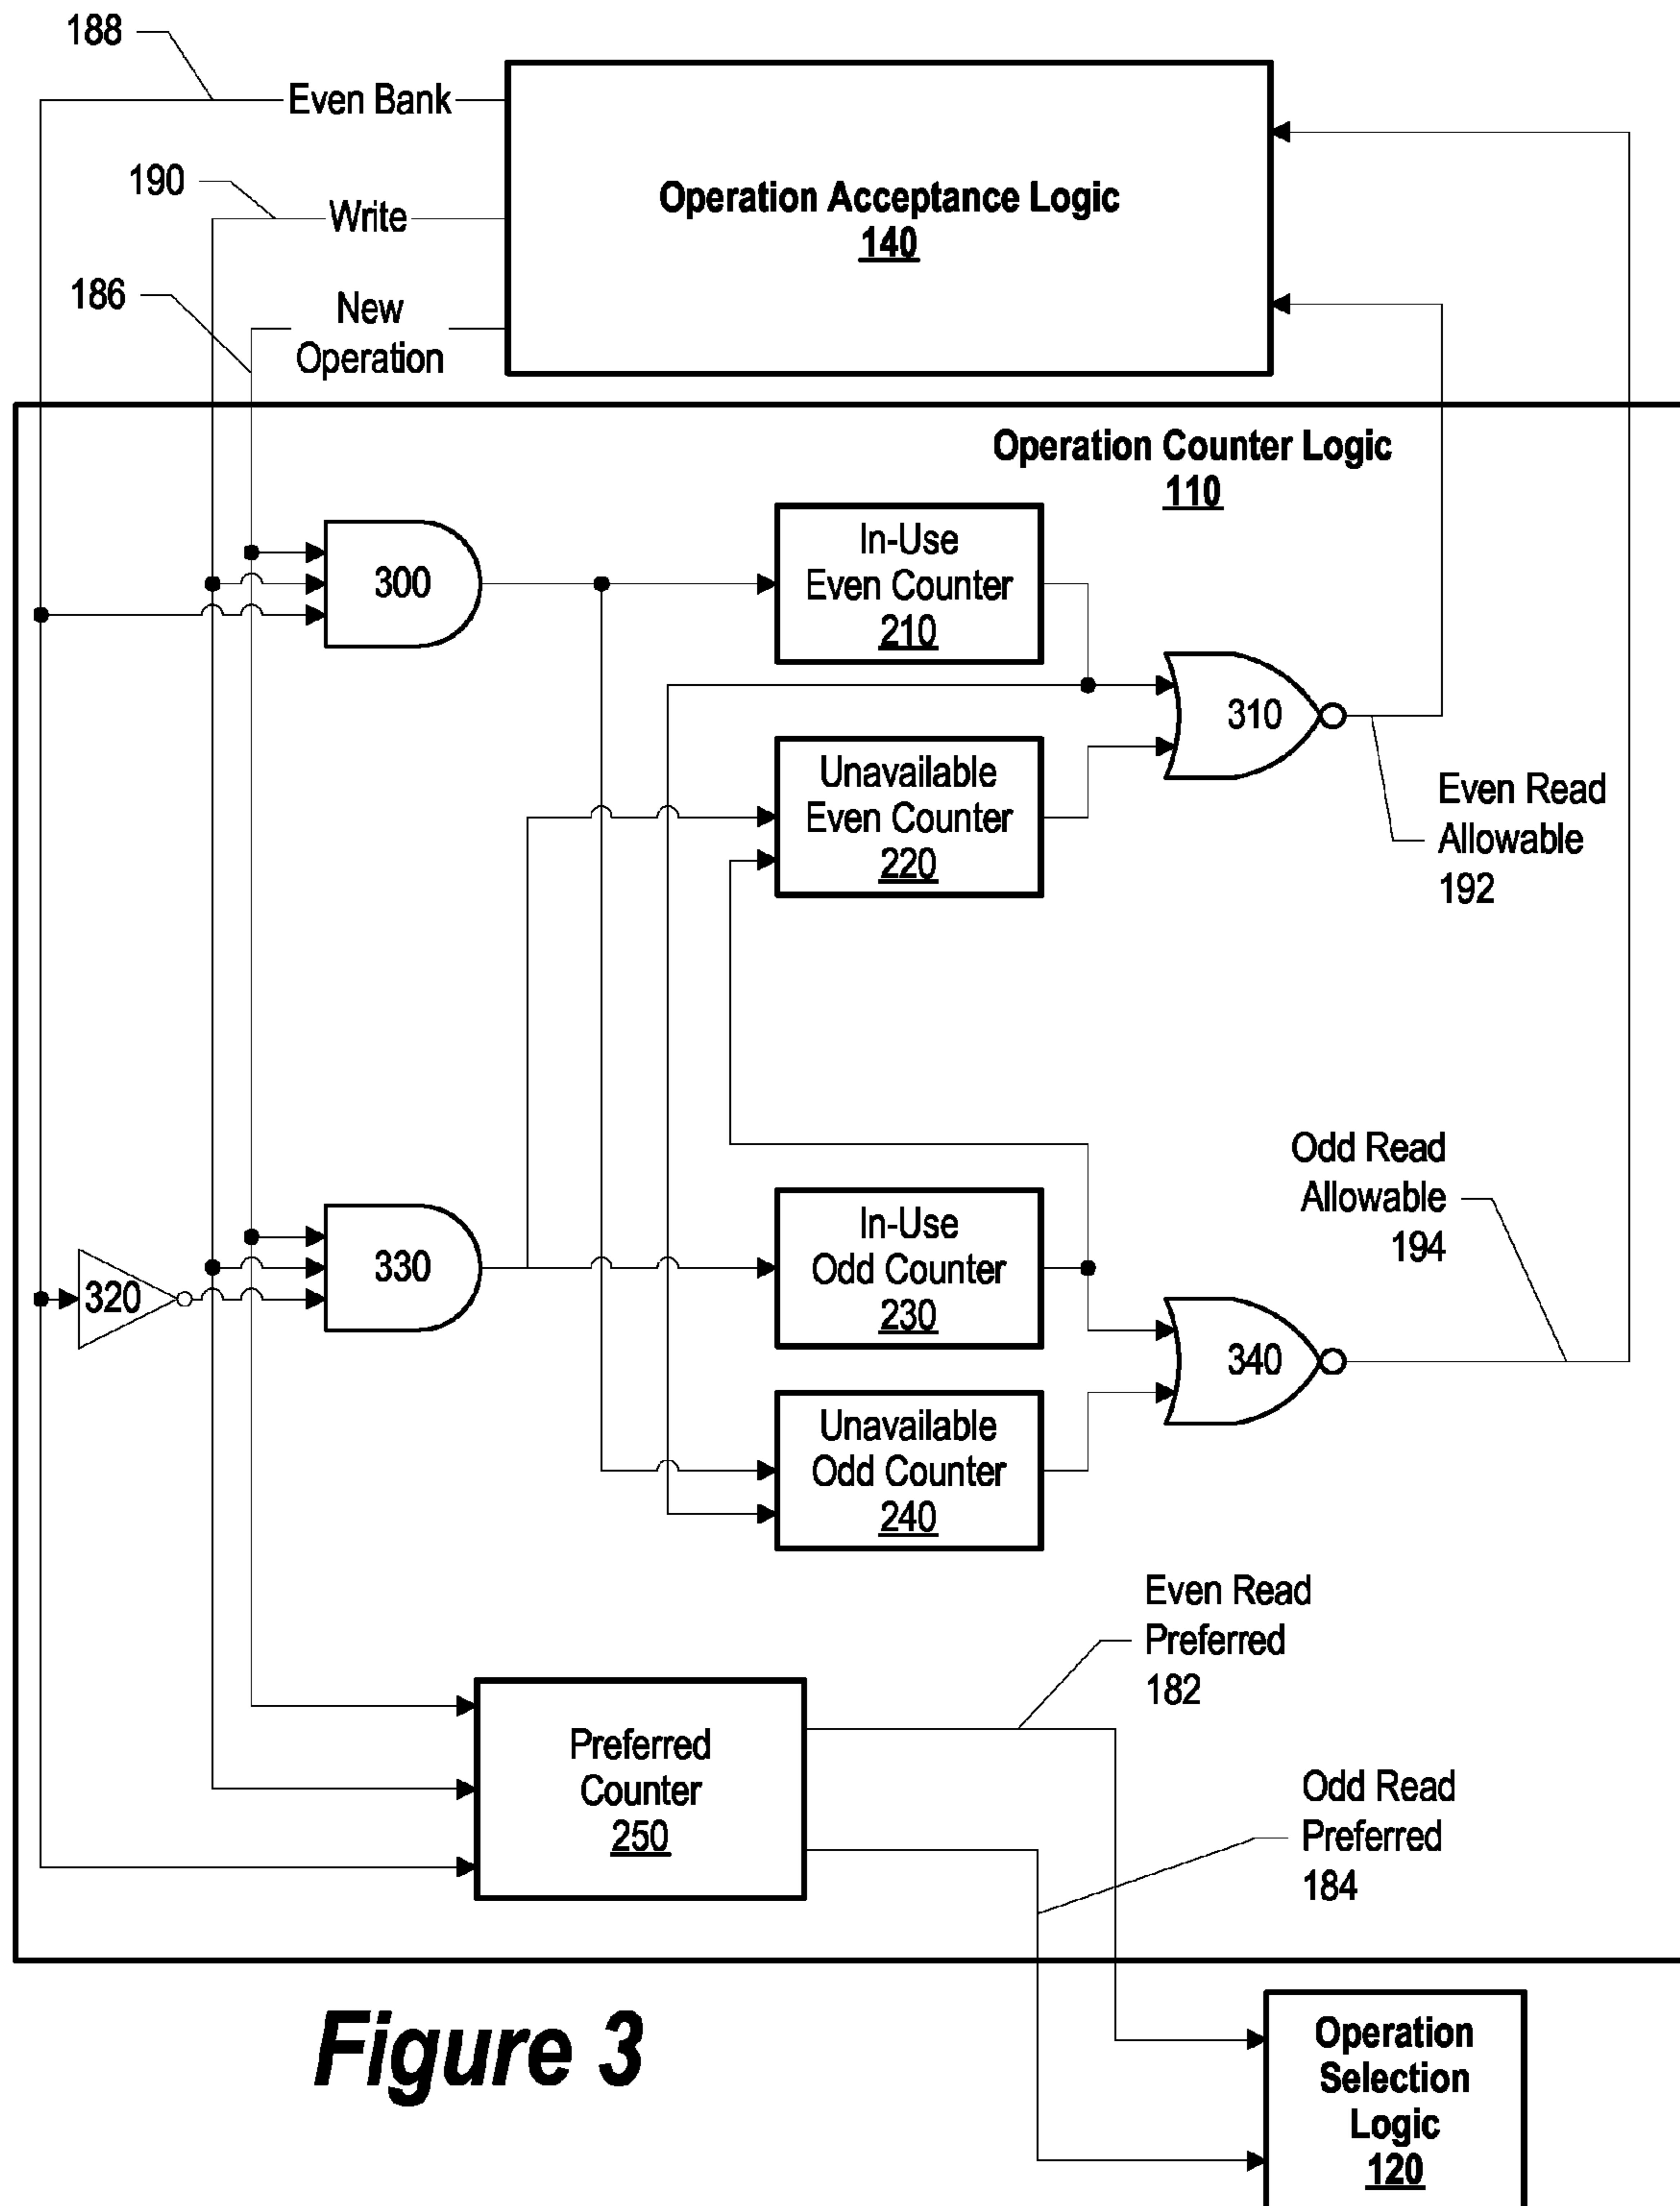 188
Even Bank
190
Write
186
New
Operation
Operation Acceptance Logic
140
Operation Counter Logic
110
300
In-Use
Even Counter
210
310
Unavailable
Even Counter
220
Even Read
Allowable
192
Odd Read
Allowable
194
320
330
In-Use
Odd Counter
230
340
Unavailable
Odd Counter
240
Even Read
Preferred
182
Preferred
Counter
250
Odd Read
Preferred
184
Figure 3
Operation
Selection
Logic
120